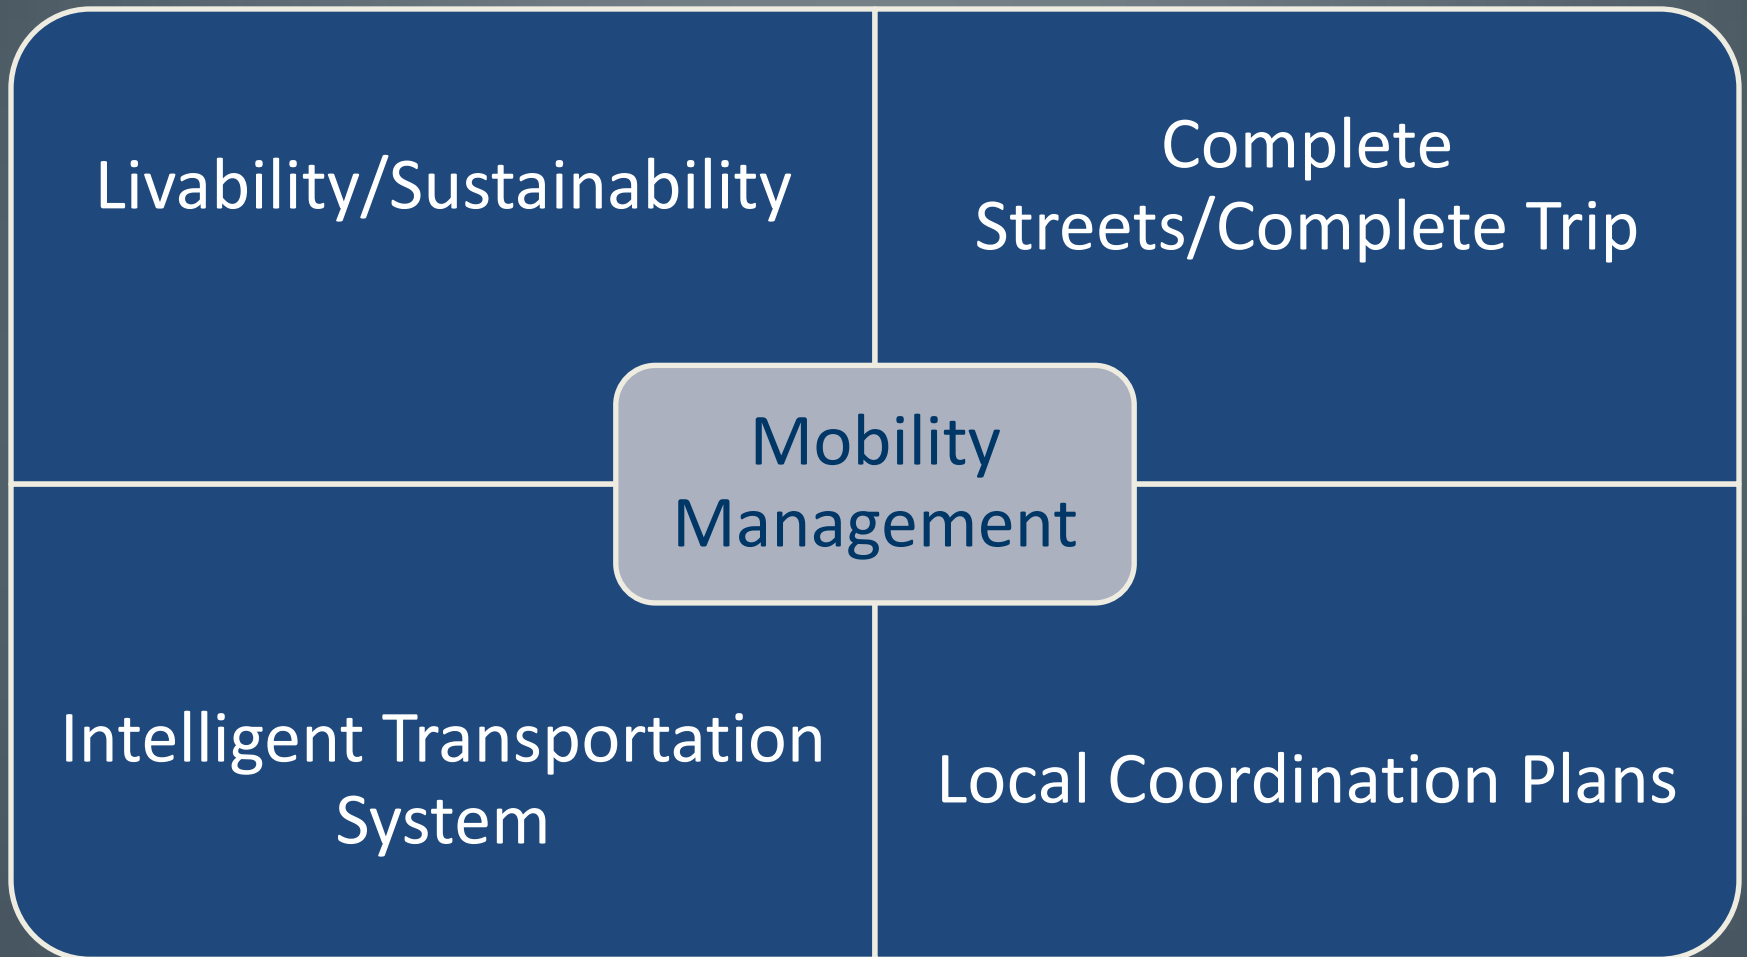 Livability/Sustainability
Complete
Streets/Complete Trip
Mobility
Management
Intelligent Transportation
System
Local Coordination Plans